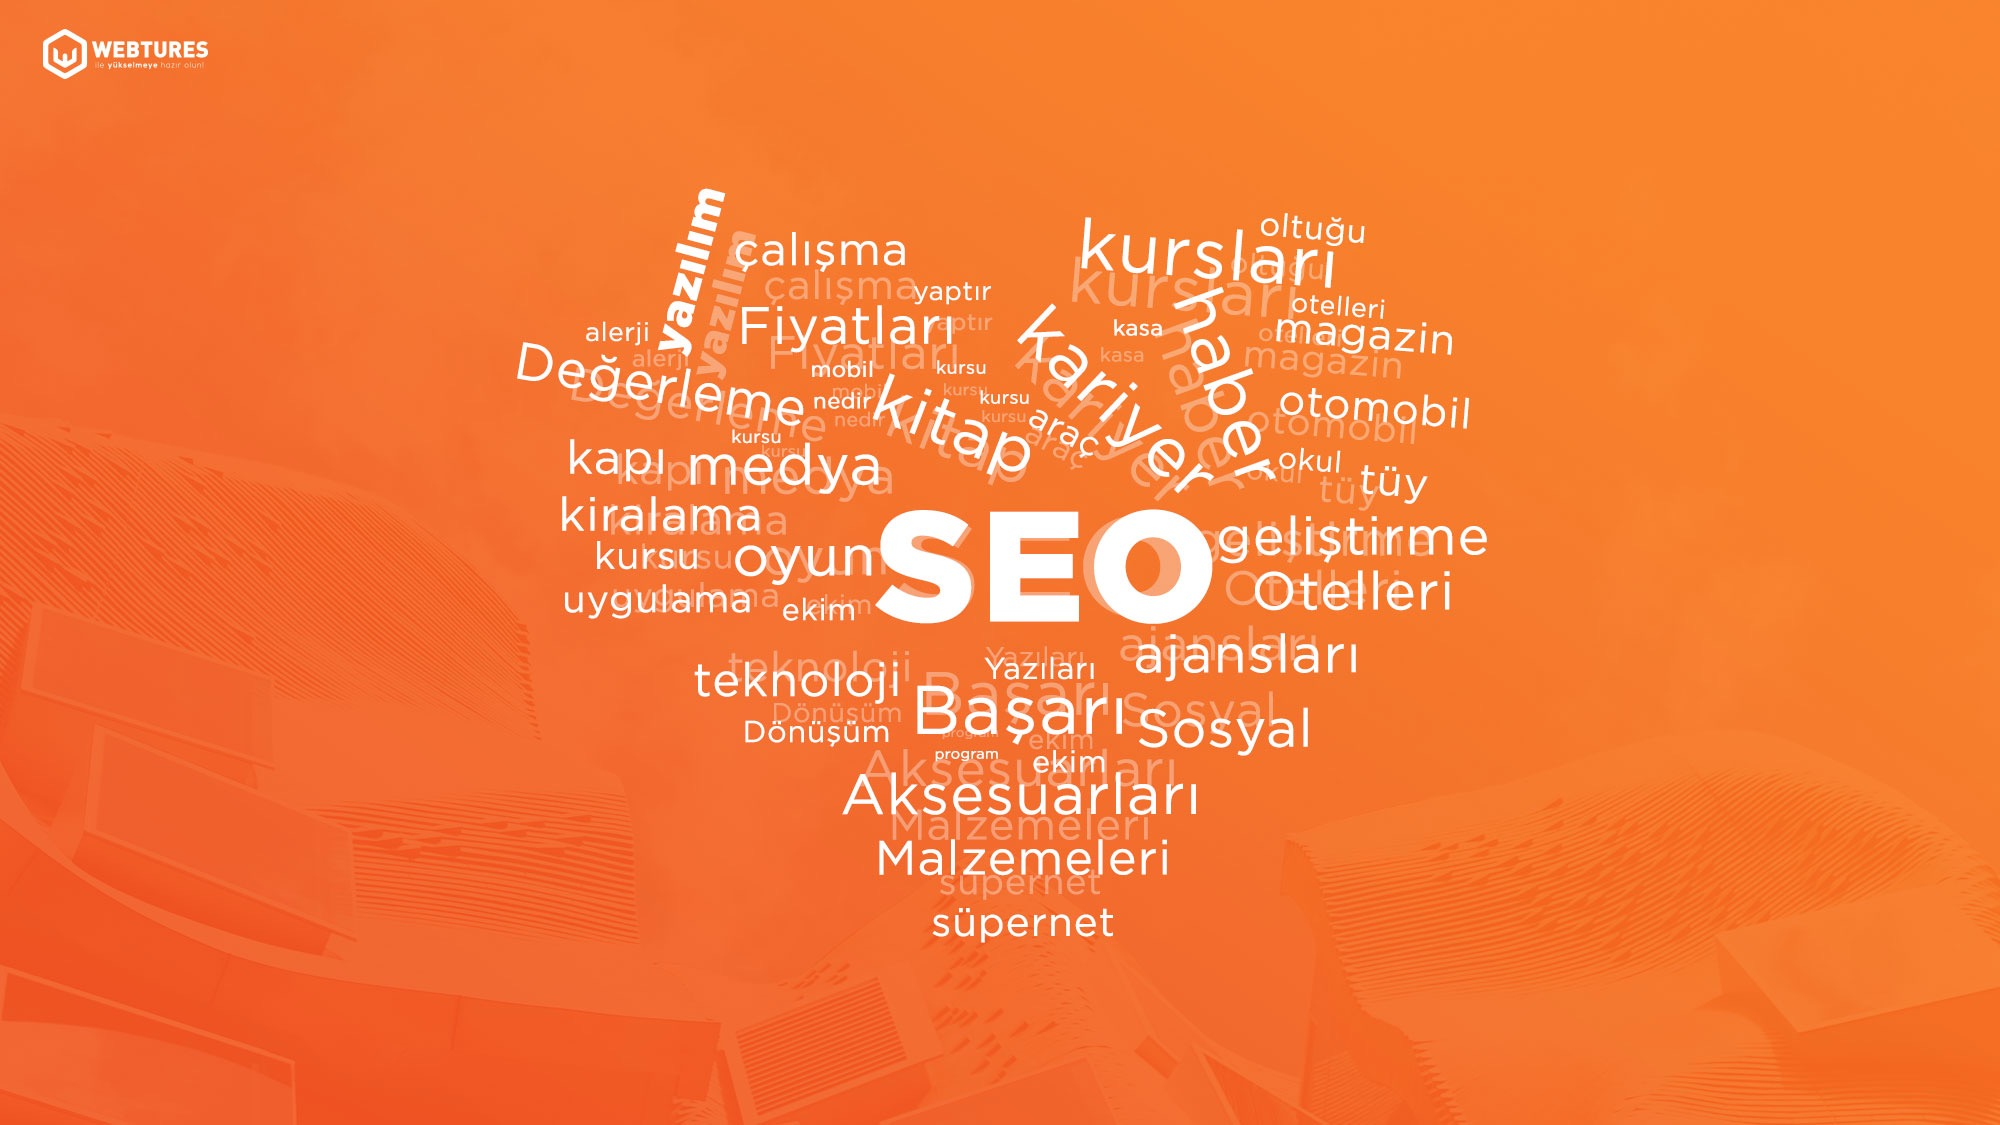 WEBTURES
ile yükselmeye hazır olun!
yazılım
çalışma
kursları
oltuğu
yaptır
otelleri
alerji
Fiyatları
kasa
haber
magazin
Değerleme
mobil
kursu
kariyer
nedir
kitap
kursu
araç
otomobil
kursu
kapı
medya
okul
tüy
kiralama
kursu
oyun
SEO
geliştirme
uygulama
ekim
Otelleri
teknoloji
Yazıları
ajansları
Dönüşüm
Başarı
Sosyal
program
ekim
Aksesuarları
Malzemeleri
süpernet